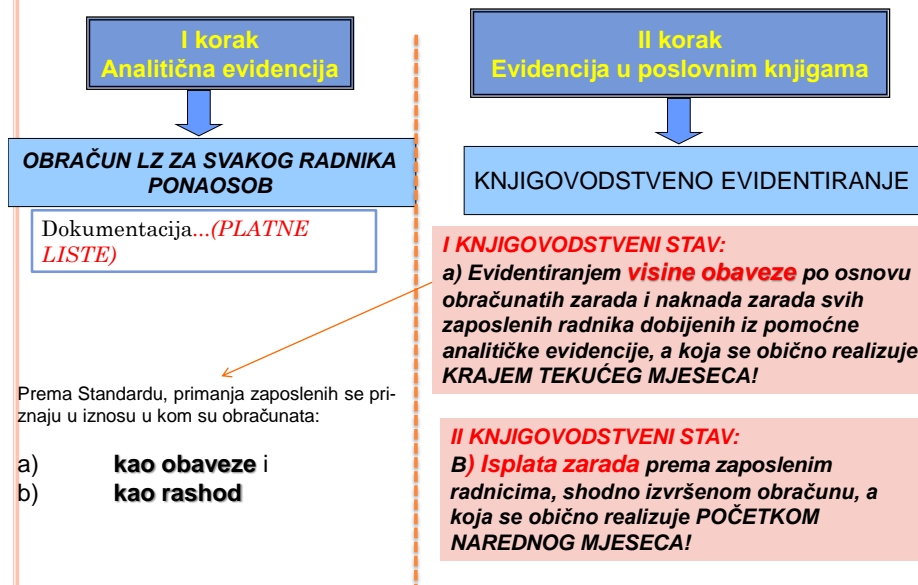 I korak
Analitična evidencija
OBRAČUN LZ ZA SVAKOG RADNIKA
PONAOSOB
Dokumentacija...(PLATNE
LISTE)
Prema Standardu, primanja zaposlenih se pri-
znaju u iznosu u kom su obračunata:
a) kao obaveze i
b) kao rashod
II korak
Evidencija u poslovnim knjigama
KNJIGOVODSTVENO EVIDENTIRANJE
I KNJIGOVODSTVENI STAV:
a) Evidentiranjem visine obaveze po osnovu
obračunatih zarada i naknada zarada svih
zaposlenih radnika dobijenih iz pomoćne
analitičke evidencije, a koja se obično realizuje
KRAJEM TEKUĆEG MJESECA!
II KNJIGOVODSTVENI STAV:
B) Isplata zarada prema zaposlenim
radnicima, shodno izvršenom obračunu, a
koja se obično realizuje POČETKOM
NAREDNOG MJESECA!